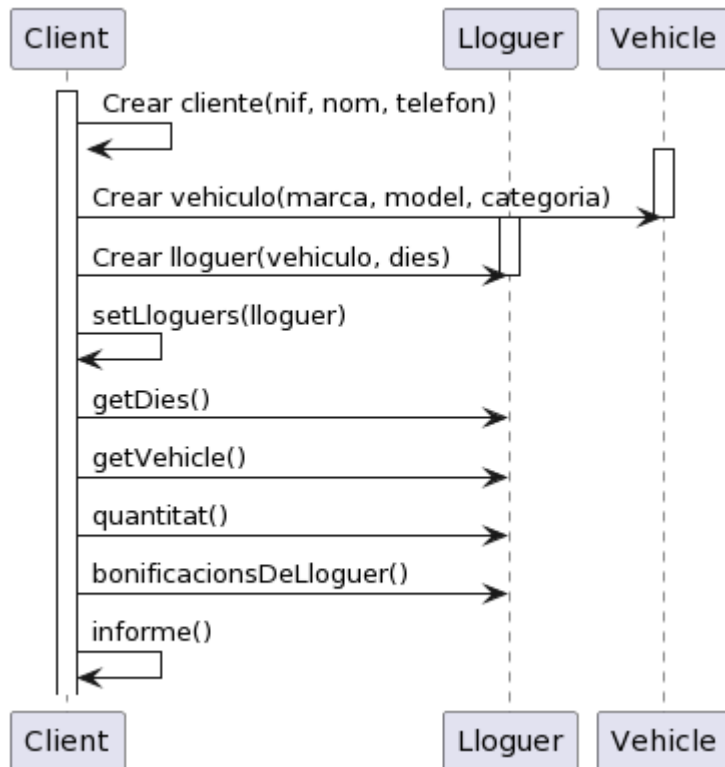 Client
Lloguer
Vehicle
Crear cliente(nif, nom, telefon)
Crear vehiculo(marca, model, categoria)
Crear lloguer(vehiculo, dies)
setLloguers(lloguer)
getDies()
getVehicle()
quantitat()
bonificacionsDeLloguer()
informe()
Client
Lloguer
Vehicle